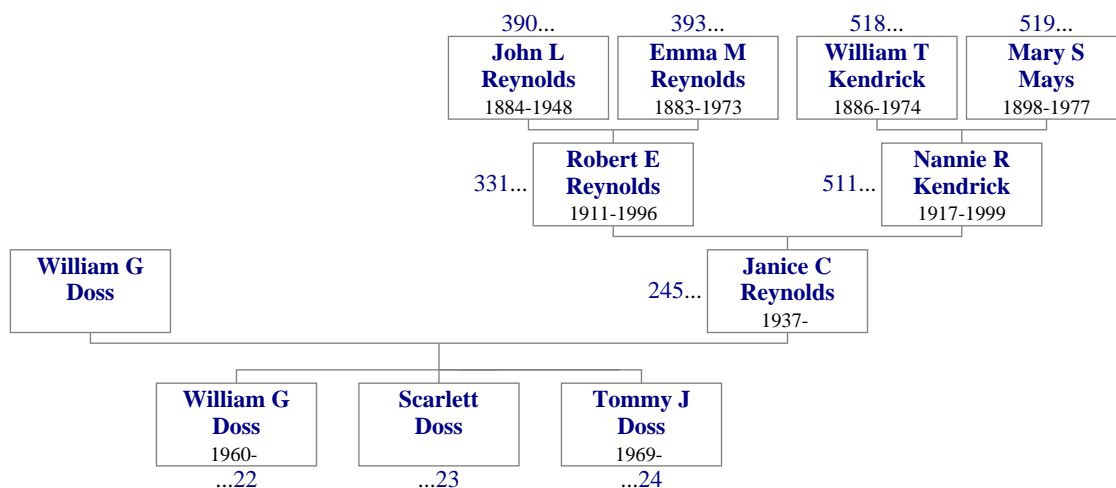 390...
393...
518...
519...
John L
Reynolds
1884-1948
Emma M
Reynolds
1883-1973
William T
Kendrick
1886-1974
Mary S
Mays
1898-1977
331...
Robert E
Reynolds
1911-1996
511...
Nannie R
Kendrick
1917-1999
William G
Doss
245...
Janice C
Reynolds
1937-
William G
Doss
1960-
Scarlett
Doss
Tommy J
Doss
1969-
...22
...23
...24